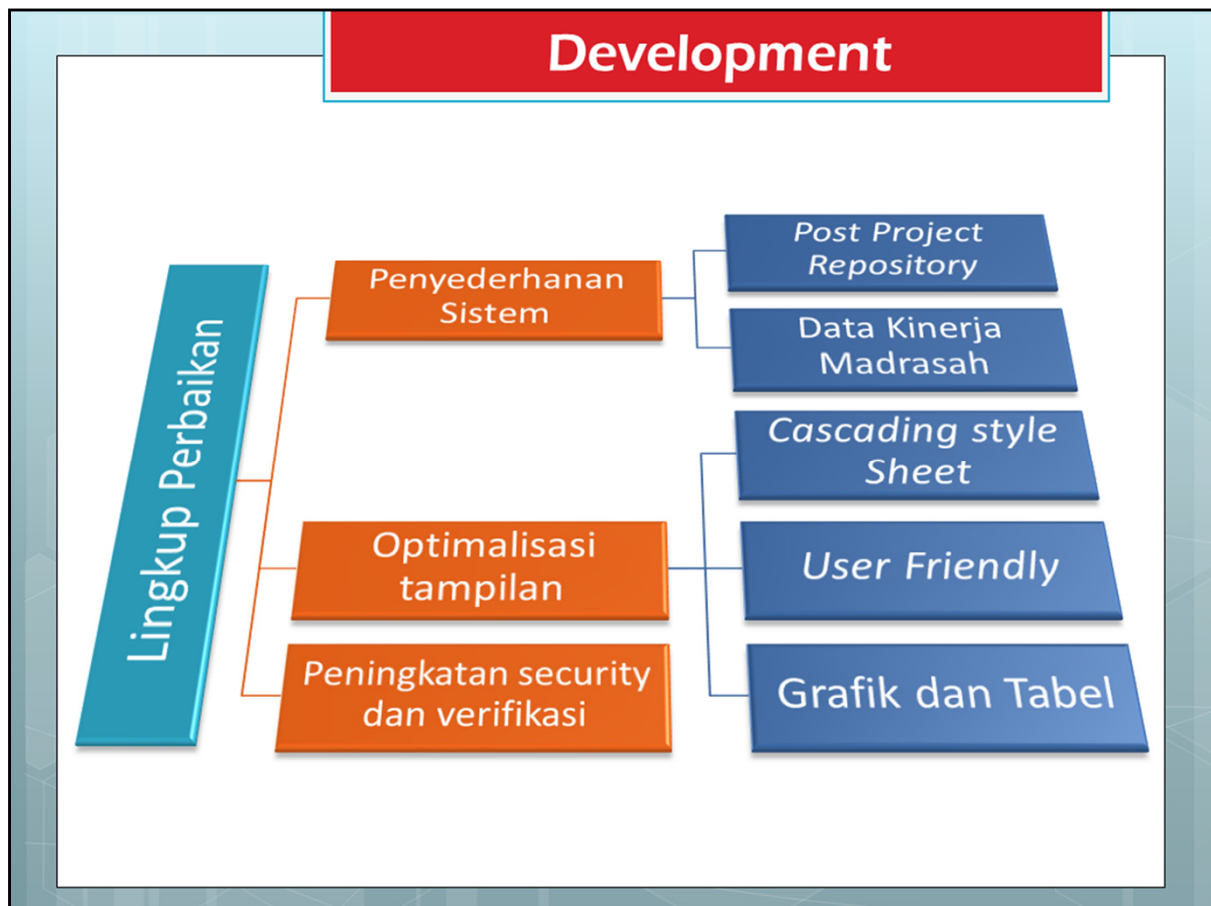 Development
Lingkup Perbaikan
Penyederhanan
Sistem
Post Project
Repository
Data Kinerja
Madrasah
Optimalisasi
tampilan
Cascading style
Sheet
User Friendly
Grafik dan Tabel
Peningkatan security
dan verifikasi